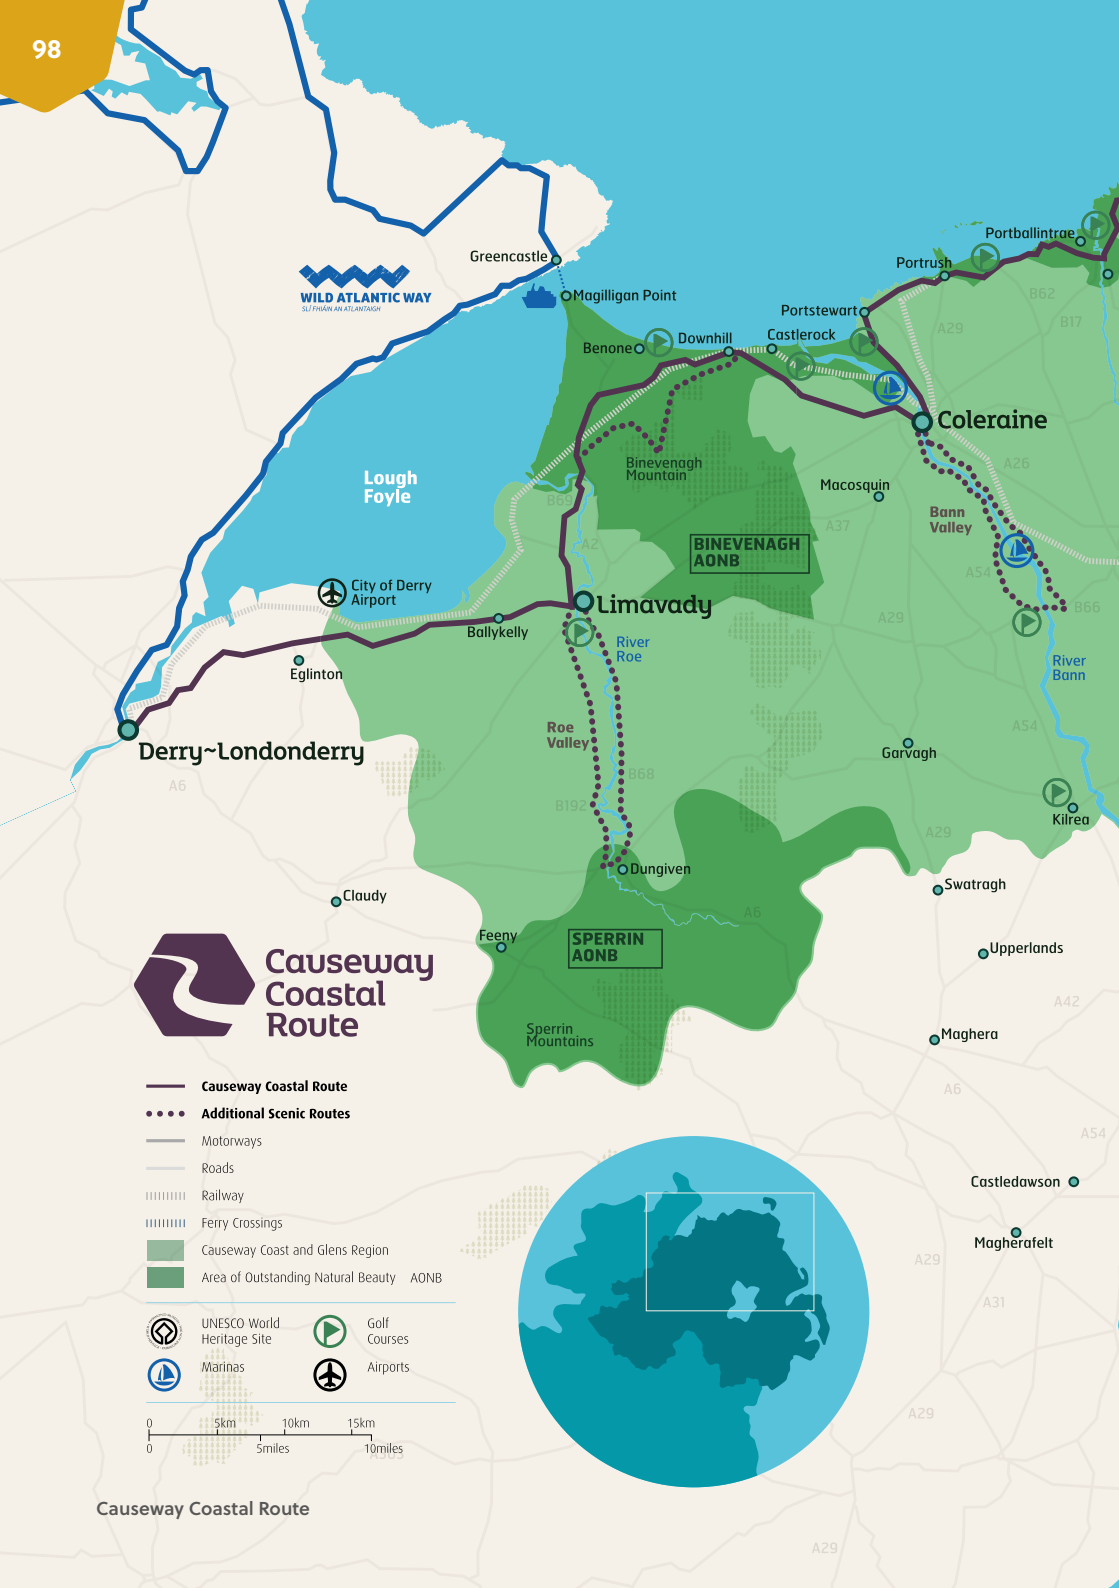 98
Greencastle
Magilligan Point
WILD ATLANTIC WAY
SLÍ FHIÁIN AN ATLANTAIGH
Portballintrae
Portrush
B62
B17
A29
Portstewart
Castlerock
Downhill
Benone
Coleraine
Binevenagh
Mountain
A26
Lough
Foyle
Macosquin
B69
Bann
Valley
A37
A2
BINEVENAGH
AONB
A54
City of Derry
Airport
Limavady
B66
A29
Ballykelly
River
Roe
River
Bann
Eglinton
Roe
Valley
A54
Derry~Londonderry
Garvagh
B68
A6
B192
Kilrea
A29
Dungiven
Swatragh
Claudy
A6
Feeny
SPERRIN
AONB
Upperlands
Causeway
Coastal
Route
A42
Sperrin
Mountains
Maghera
A6
Causeway Coastal Route
Additional Scenic Routes
A54
Motorways
Roads
Castledawson
Railway
Ferry Crossings
Magherafelt
Causeway Coast and Glens Region
A29
Area of Outstanding Natural Beauty AONB
A31
UNESCO World
Heritage Site
Golf
Courses
Marinas
Airports
A29
0 5km 10km 15km
0 5miles 10miles
A505
Causeway Coastal Route
A29